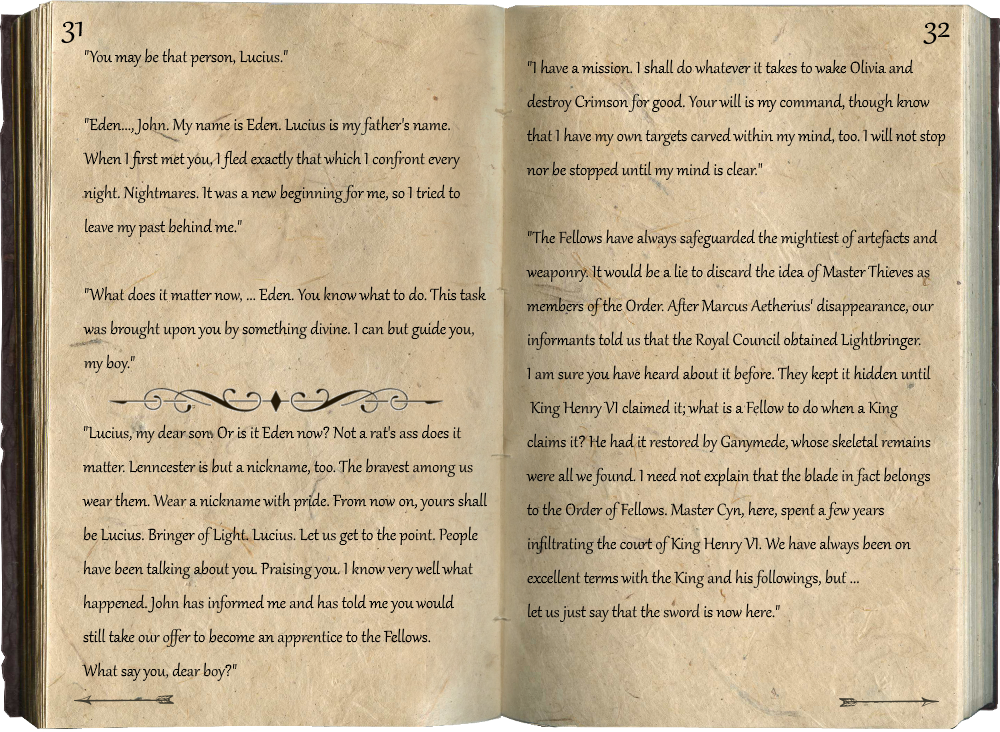 31
"You may be that person, Lucius."
"Eden..., John. My name is Eden. Lucius is my father's name.
When I first met you, I fled exactly that which I confront every
night. Nightmares. It was a new beginning for me, so I tried to
leave my past behind me."
"What does it matter now, ... Eden. You know what to do. This task
was brought upon you by something divine. I can but guide you,
my boy."
"Lucius, my dear son. Or is it Eden now? Not a rat's ass does it
matter. Lenncester is but a nickname, too. The bravest among us
wear them. Wear a nickname with pride. From now on, yours shall
be Lucius. Bringer of Light. Lucius. Let us get to the point. People
have been talking about you. Praising you. I know very well what
happened. John has informed me and has told me you would
still take our offer to become an apprentice to the Fellows.
What say you, dear boy?"
32
"I have a mission. I shall do whatever it takes to wake Olivia and
destroy Crimson for good. Your will is my command, though know
that I have my own targets carved within my mind, too. I will not stop
nor be stopped until my mind is clear."
"The Fellows have always safeguarded the mightiest of artefacts and
weaponry. It would be a lie to discard the idea of Master Thieves as
members of the Order. After Marcus Aetherius' disappearance, our
informants told us that the Royal Council obtained Lightbringer.
I am sure you have heard about it before. They kept it hidden until
King Henry VI claimed it; what is a Fellow to do when a King
claims it? He had it restored by Ganymede, whose skeletal remains
were all we found. I need not explain that the blade in fact belongs
to the Order of Fellows. Master Cyn, here, spent a few years
infiltrating the court of King Henry VI. We have always been on
excellent terms with the King and his followings, but ...
let us just say that the sword is now here."